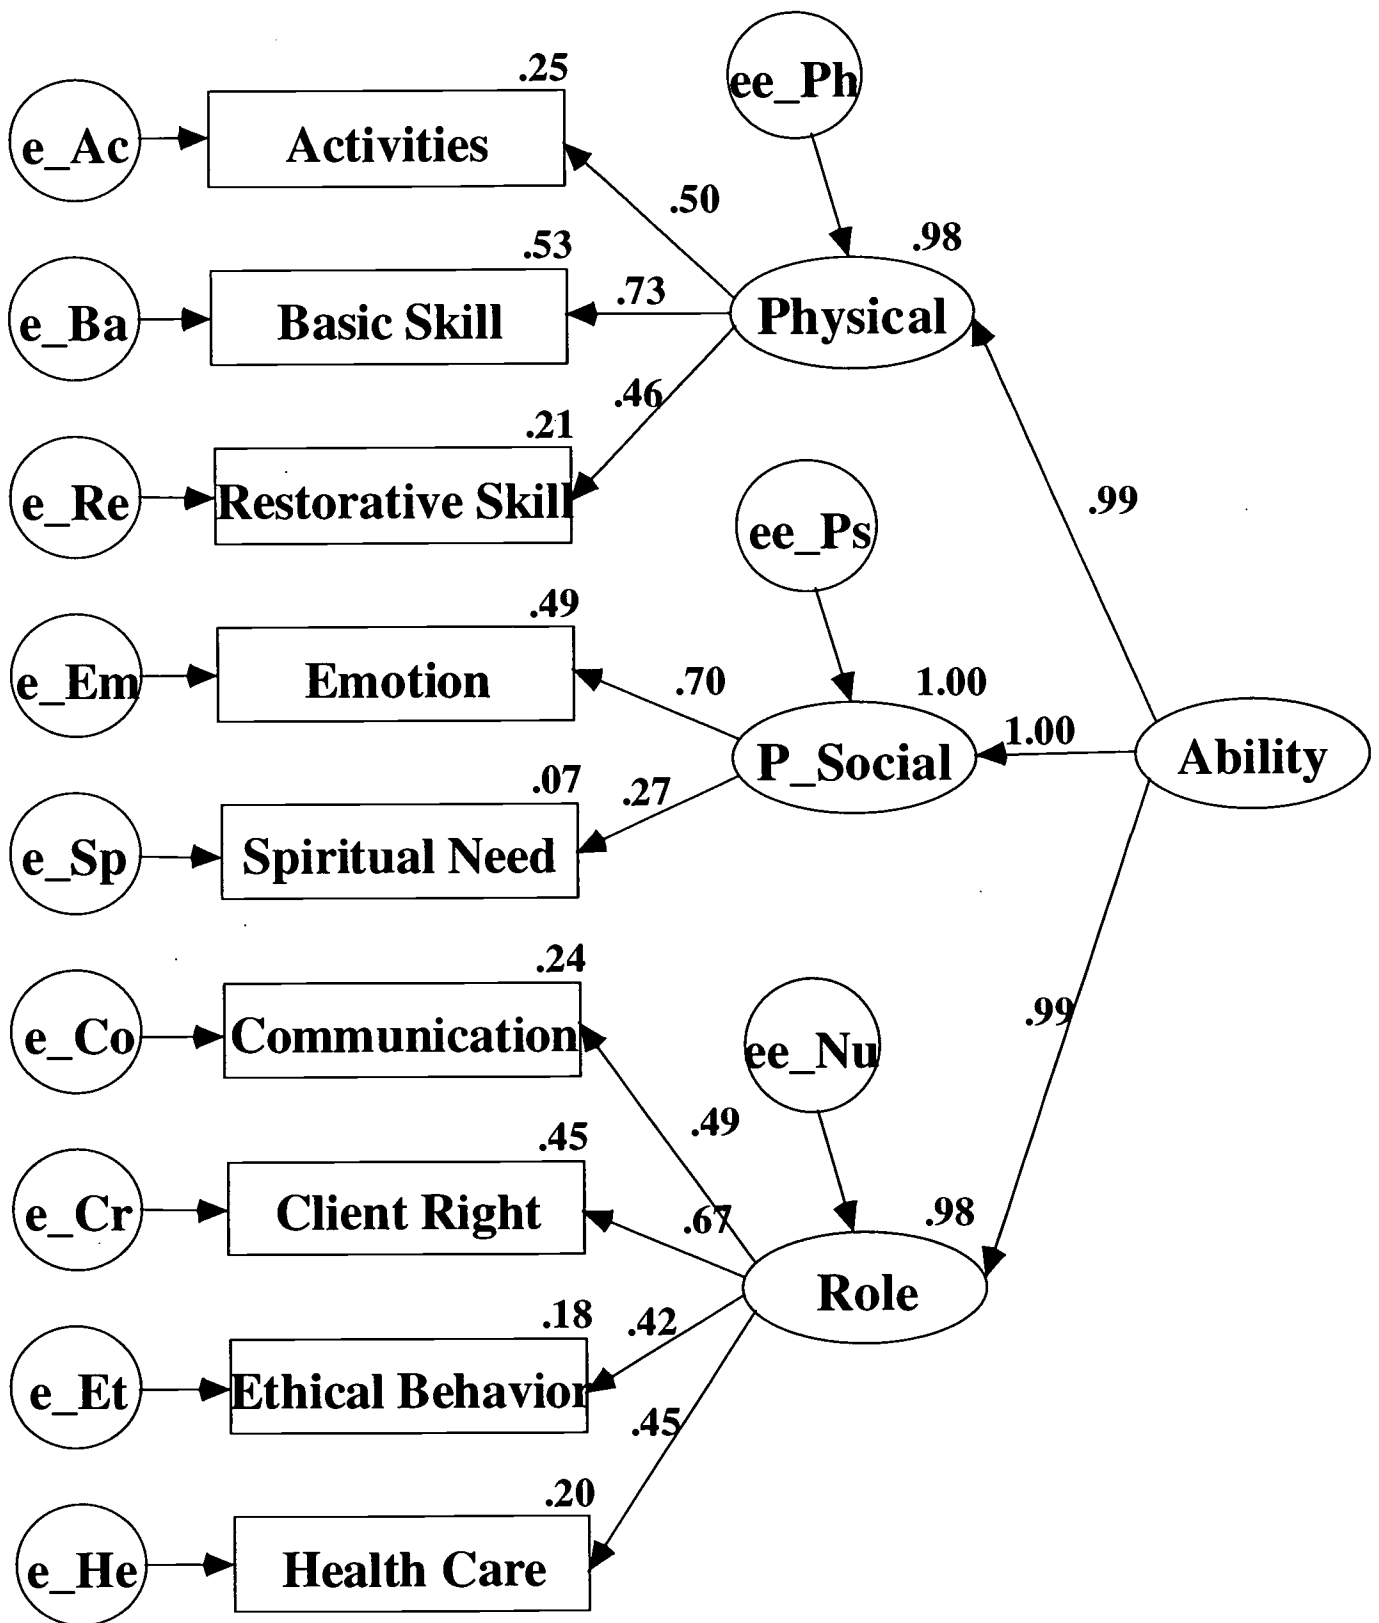 .25
ee_Ph
e_Ac
Activities
.50
.53
.98
e_Ba
Basic Skill
.73
Physical
.46
.21
e_Re
Restorative Skill
.99
ee_Ps
.49
e_Em
Emotion
.70
1.00
1.00
P_Social
Ability
.07
.27
e_Sp
Spiritual Need
.24
.99
e_Co
Communication
ee_Nu
.49
.45
e_Cr
Client Right
.67
.98
Role
.18
.42
e_Et
Ethical Behavior
.45
.20
e_He
Health Care